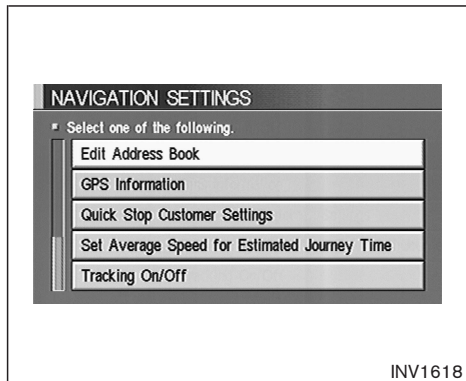 NAVIGATION SETTINGS
Select one of the following.
Edit Address Book
GPS Information
Quick Stop Customer Settings
Set Average Speed for Estimated Journey Time
Tracking On/Off
INV1618